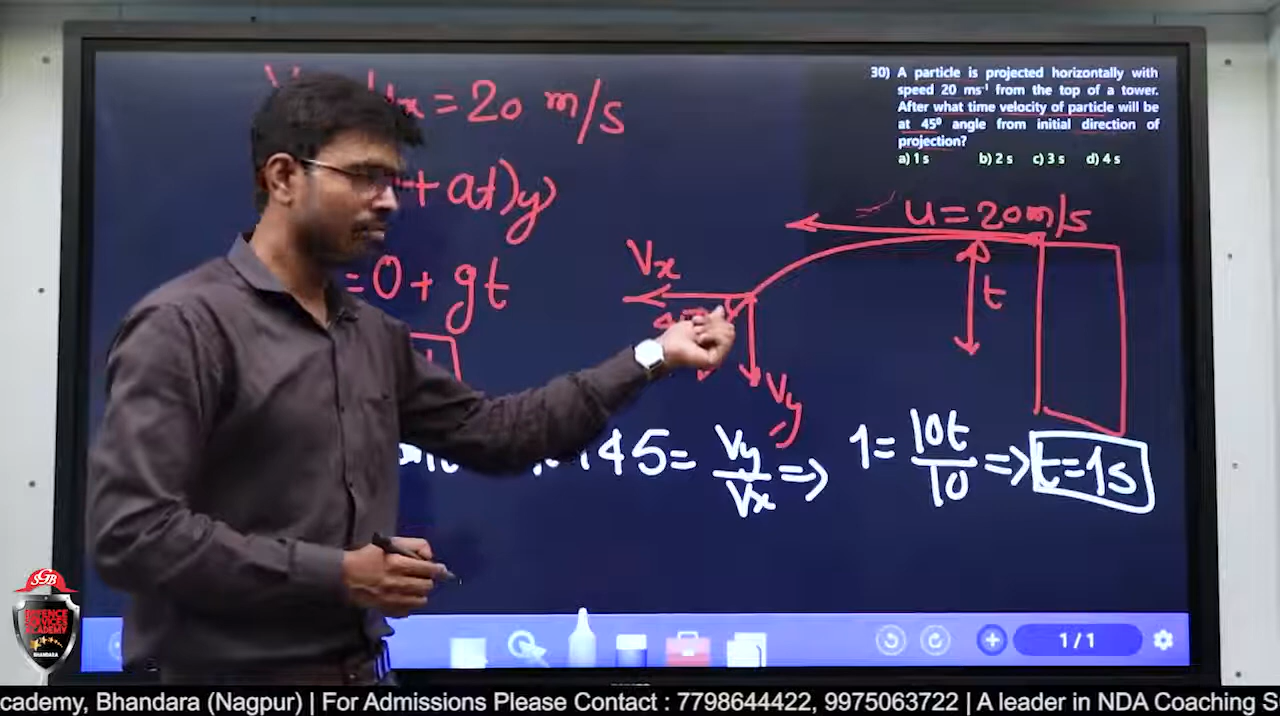 30) A particle is projected horizontally with
speed 20 ms⁻¹ from the top of a tower.
After what time velocity of particle will be
at 45⁰ angle from initial direction of
projection?
a) 1 s b) 2 s c) 3 s d) 4 s
= 20 m/s
+ at)y
= 0 + gt
u = 20 m/s
Vx
t
Vy
45 = Vy/Vx ⇒ 1 = 10t/10 ⇒ t = 1s
1/1
SGB
DEFENCE
SERVICES
ACADEMY
BHANDARA
cademy, Bhandara (Nagpur) | For Admissions Please Contact : 7798644422, 9975063722 | A leader in NDA Coaching S